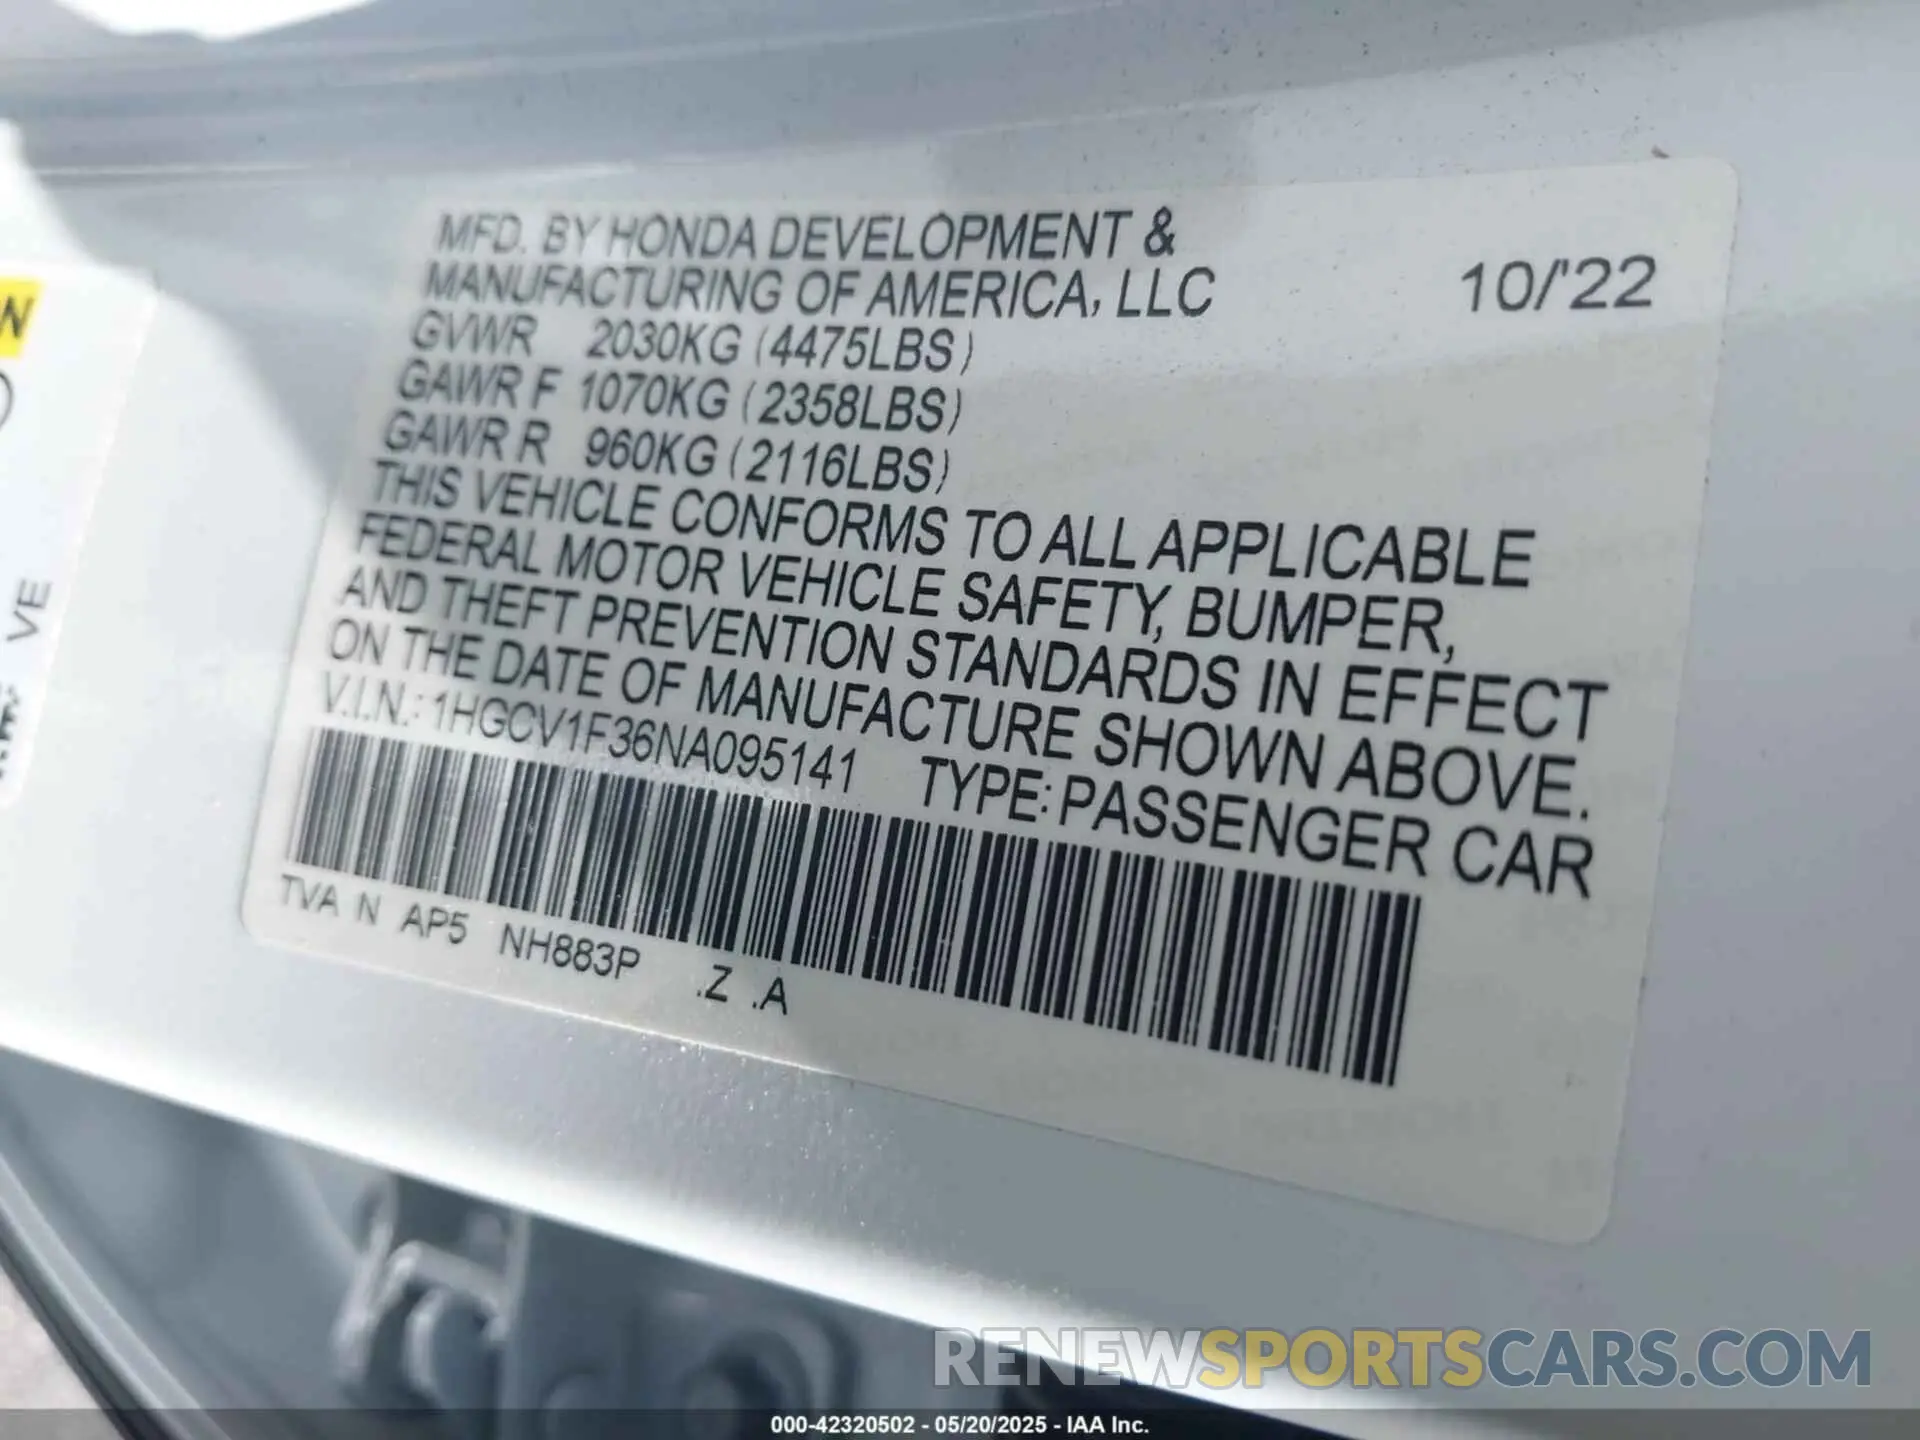 MFD. BY HONDA DEVELOPMENT &
MANUFACTURING OF AMERICA, LLC 10/'22
GVWR 2030KG (4475LBS)
GAWR F 1070KG (2358LBS)
GAWR R 960KG (2116LBS)
THIS VEHICLE CONFORMS TO ALL APPLICABLE
FEDERAL MOTOR VEHICLE SAFETY, BUMPER,
AND THEFT PREVENTION STANDARDS IN EFFECT
ON THE DATE OF MANUFACTURE SHOWN ABOVE.
V.I.N.: 1HGCV1F36NA095141 TYPE: PASSENGER CAR
TVA N AP5 NH883P .Z .A
VE
RENEWSPORTSCARS.COM
000-42320502 - 05/20/2025 - IAA Inc.